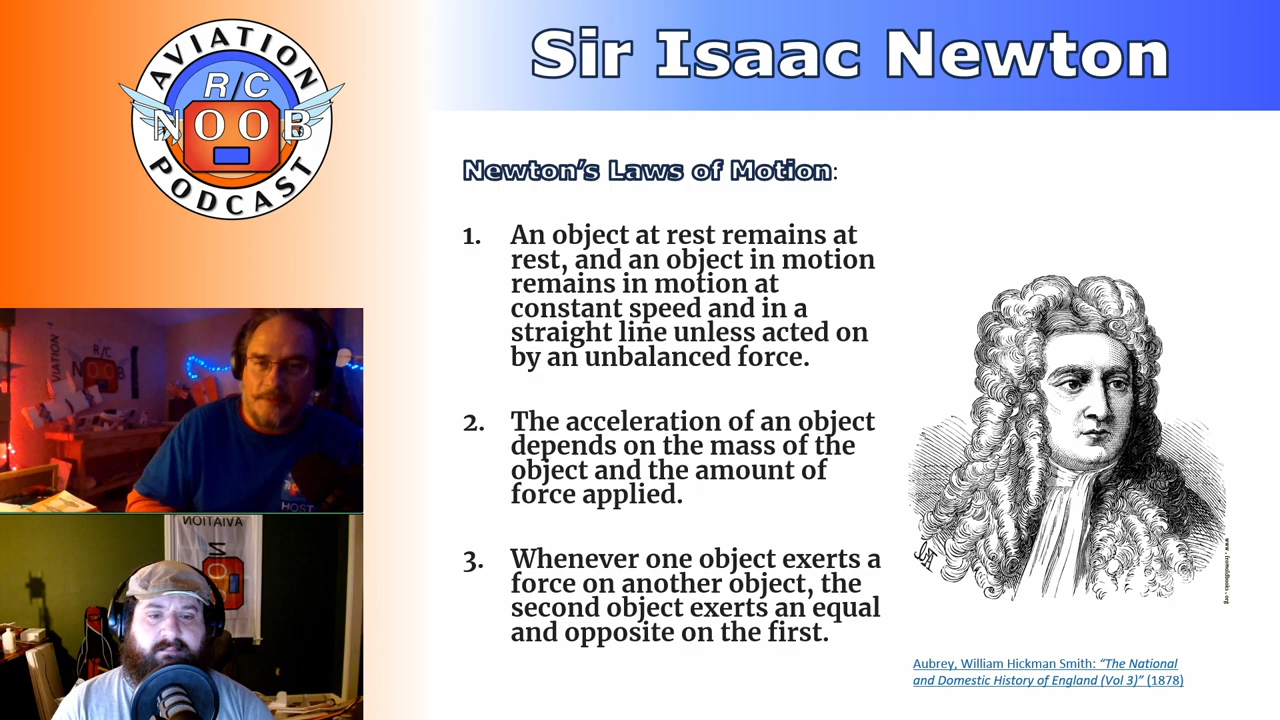 AVIATION
R/C
NOOB
PODCAST
Sir Isaac Newton
Newton's Laws of Motion:
1. An object at rest remains at
rest, and an object in motion
remains in motion at
constant speed and in a
straight line unless acted on
by an unbalanced force.
2. The acceleration of an object
depends on the mass of the
object and the amount of
force applied.
3. Whenever one object exerts a
force on another object, the
second object exerts an equal
and opposite on the first.
Aubrey, William Hickman Smith: “The National
and Domestic History of England (Vol 3)” (1878)
VIATION
R/C
NOOB
HOST
AVIATION